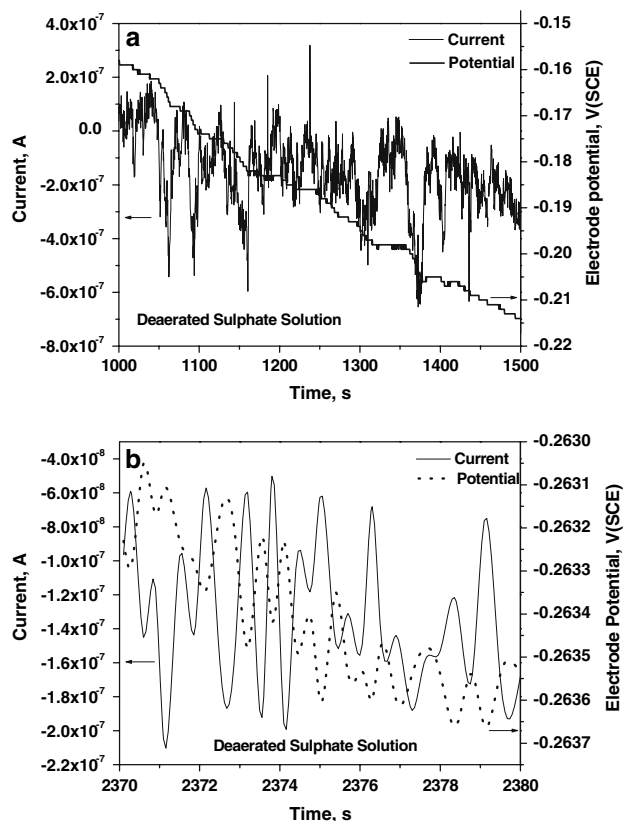 a
Current
Potential
4.0x10-7
2.0x10-7
0.0
-2.0x10-7
-4.0x10-7
-6.0x10-7
-8.0x10-7
Current, A
-0.15
-0.16
-0.17
-0.18
-0.19
-0.20
-0.21
-0.22
Electrode potential, V(SCE)
Deaerated Sulphate Solution
1000 1100 1200 1300 1400 1500
Time, s
b
Current
Potential
-4.0x10-8
-6.0x10-8
-8.0x10-8
-1.0x10-7
-1.2x10-7
-1.4x10-7
-1.6x10-7
-1.8x10-7
-2.0x10-7
-2.2x10-7
Current, A
-0.2630
-0.2631
-0.2632
-0.2633
-0.2634
-0.2635
-0.2636
-0.2637
Electrode Potential, V(SCE)
Deaerated Sulphate Solution
2370 2372 2374 2376 2378 2380
Time, s